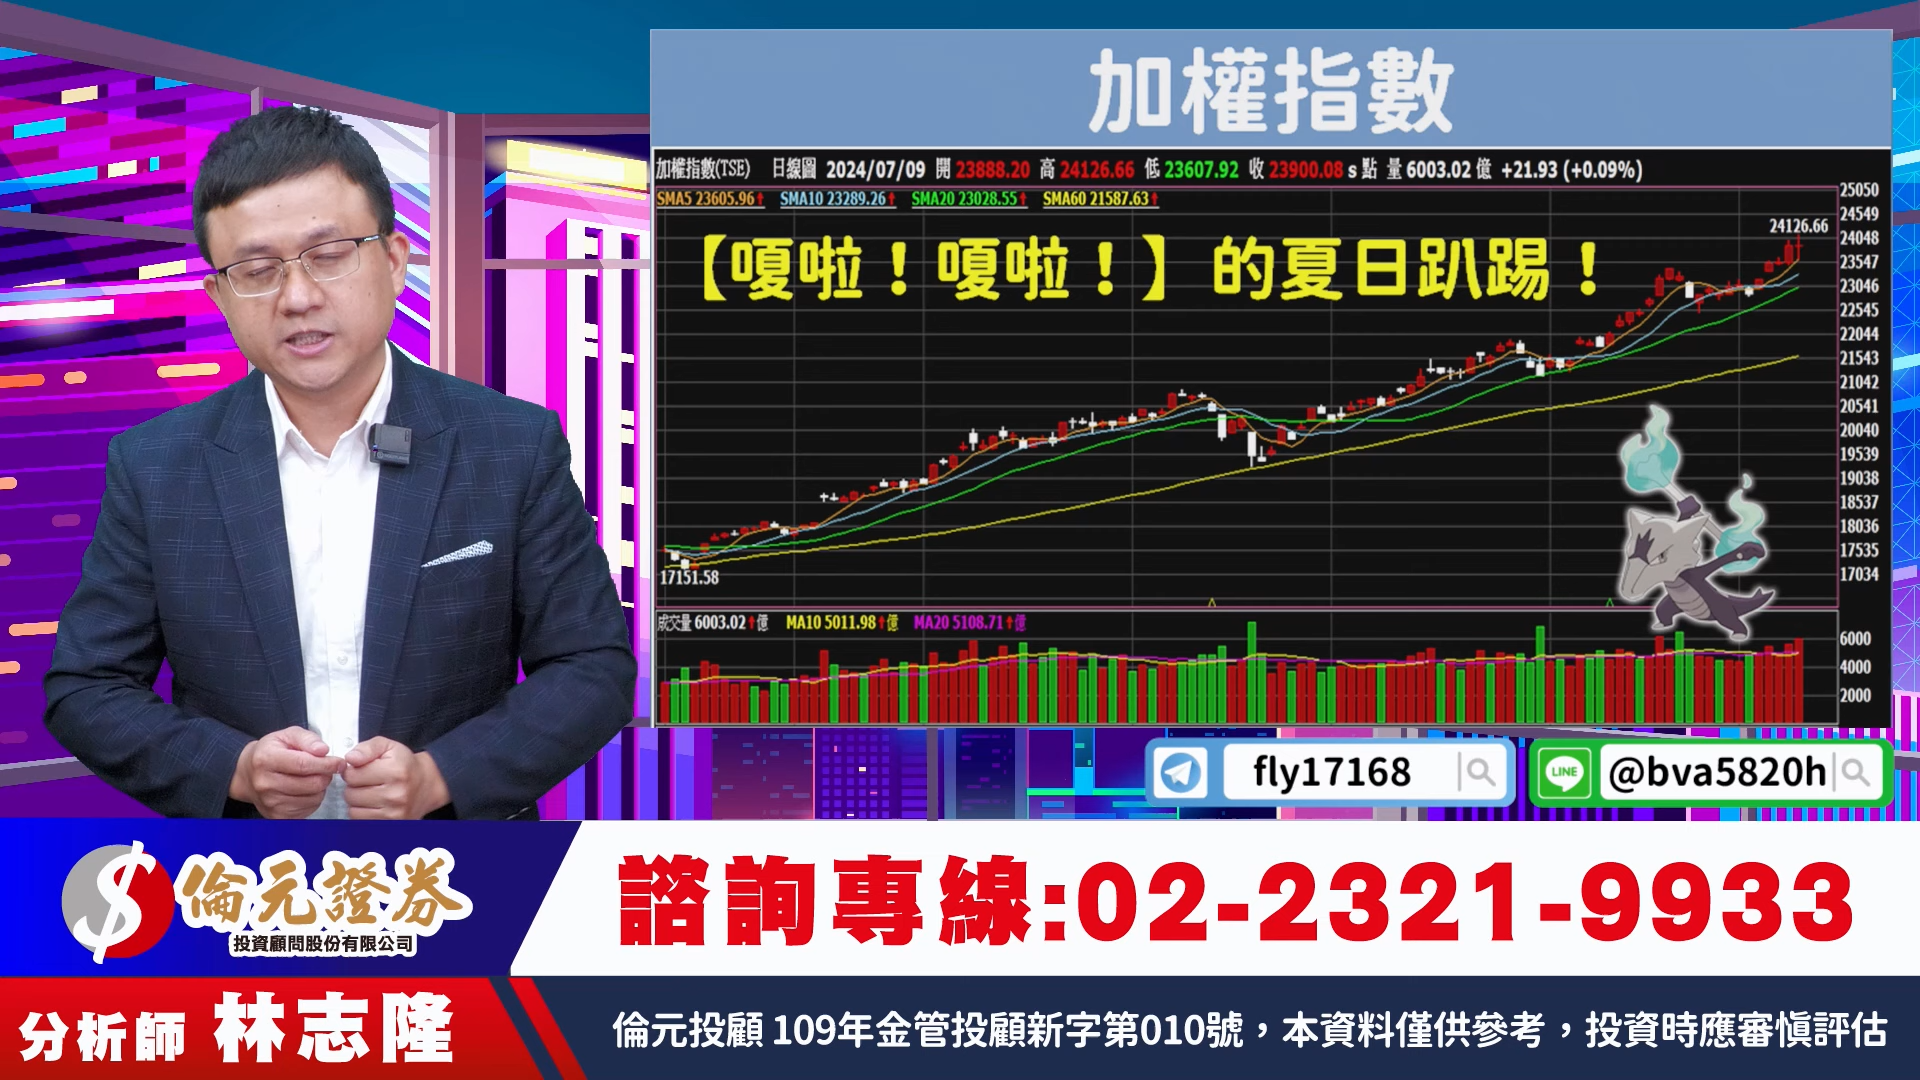 加權指數
加權指數(TSE) 日線圖 2024/07/09 開 23888.20 高 24126.66 低 23607.92 收 23900.08 s 點 量 6003.02 億 +21.93 (+0.09%)
SMA5 23605.96↑ SMA10 23289.26↑ SMA20 23028.55↑ SMA60 21587.63↑
24126.66
【嘎啦！嘎啦！】的夏日趴踢！
25050
24549
24048
23547
23046
22545
22044
21543
21042
20541
20040
19539
19038
18537
18036
17535
17034
17151.58
成交量 6003.02↑億 MA10 5011.98↑億 MA20 5108.71↑億
6000
4000
2000
fly17168
LINE @bva5820h
倫元證券
投資顧問股份有限公司
諮詢專線:02-2321-9933
分析師 林志隆
倫元投顧 109年金管投顧新字第010號，本資料僅供參考，投資時應審慎評估